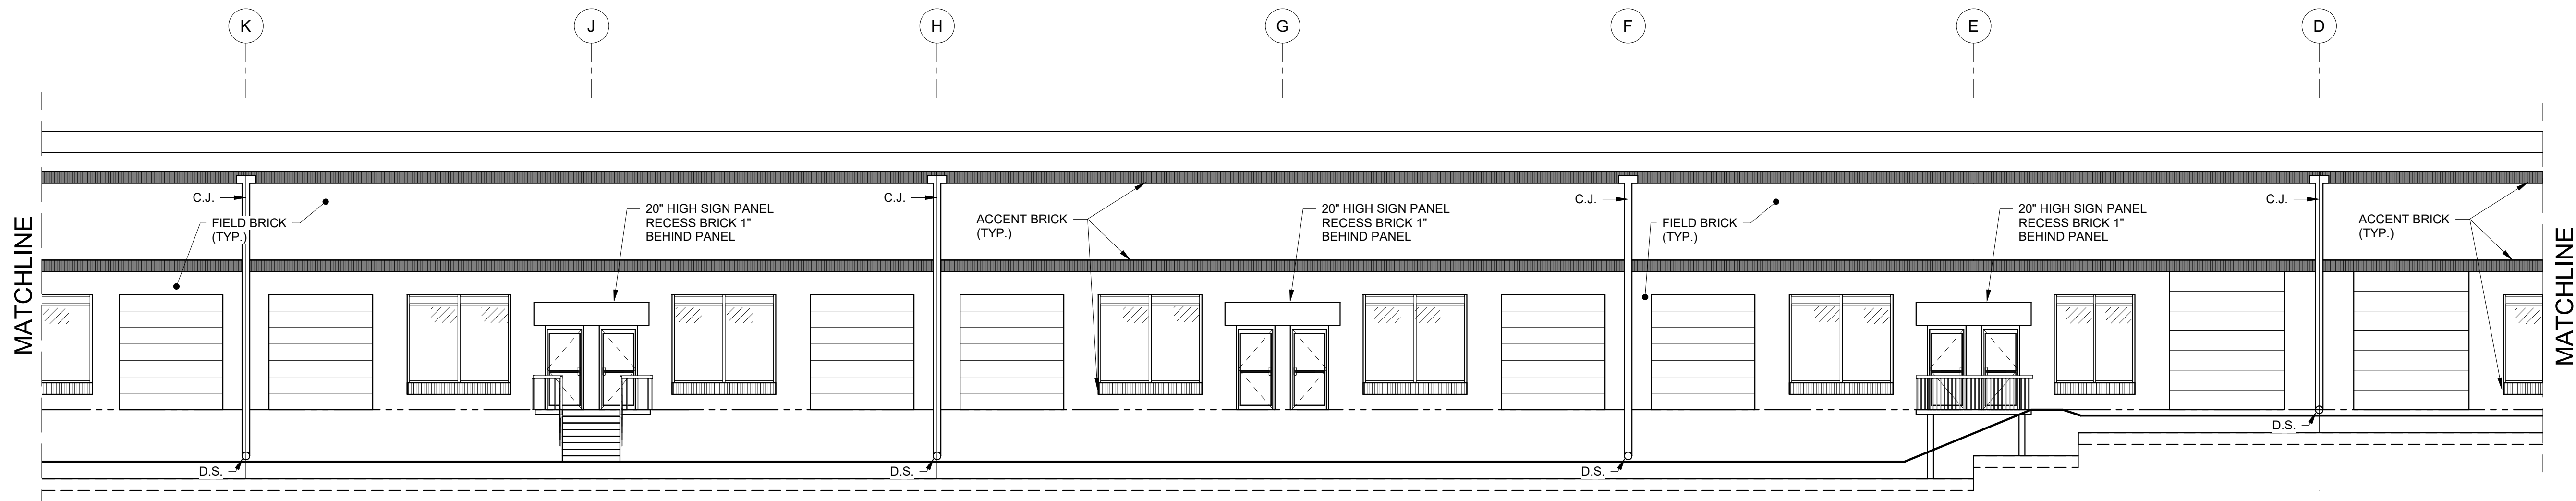 K
J
H
G
F
E
D
MATCHLINE
C.J.
FIELD BRICK
(TYP.)
20" HIGH SIGN PANEL
RECESS BRICK 1"
BEHIND PANEL
C.J.
ACCENT BRICK
(TYP.)
20" HIGH SIGN PANEL
RECESS BRICK 1"
BEHIND PANEL
C.J.
FIELD BRICK
(TYP.)
20" HIGH SIGN PANEL
RECESS BRICK 1"
BEHIND PANEL
C.J.
ACCENT BRICK
(TYP.)
MATCHLINE
D.S.
D.S.
D.S.
D.S.